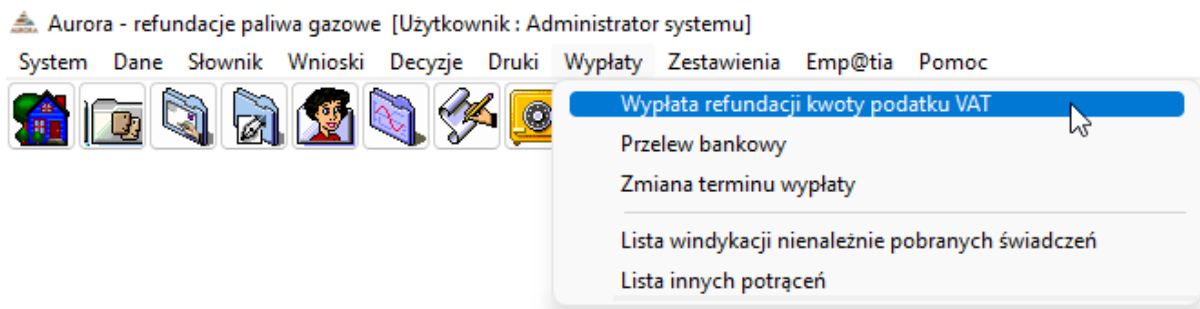 Aurora - refundacje paliwa gazowe [Użytkownik : Administrator systemu]
System Dane Słownik Wnioski Decyzje Druki Wypłaty Zestawienia Emp@tia Pomoc
Wypłata refundacji kwoty podatku VAT
Przelew bankowy
Zmiana terminu wypłaty
Lista windykacji nienależnie pobranych świadczeń
Lista innych potrąceń